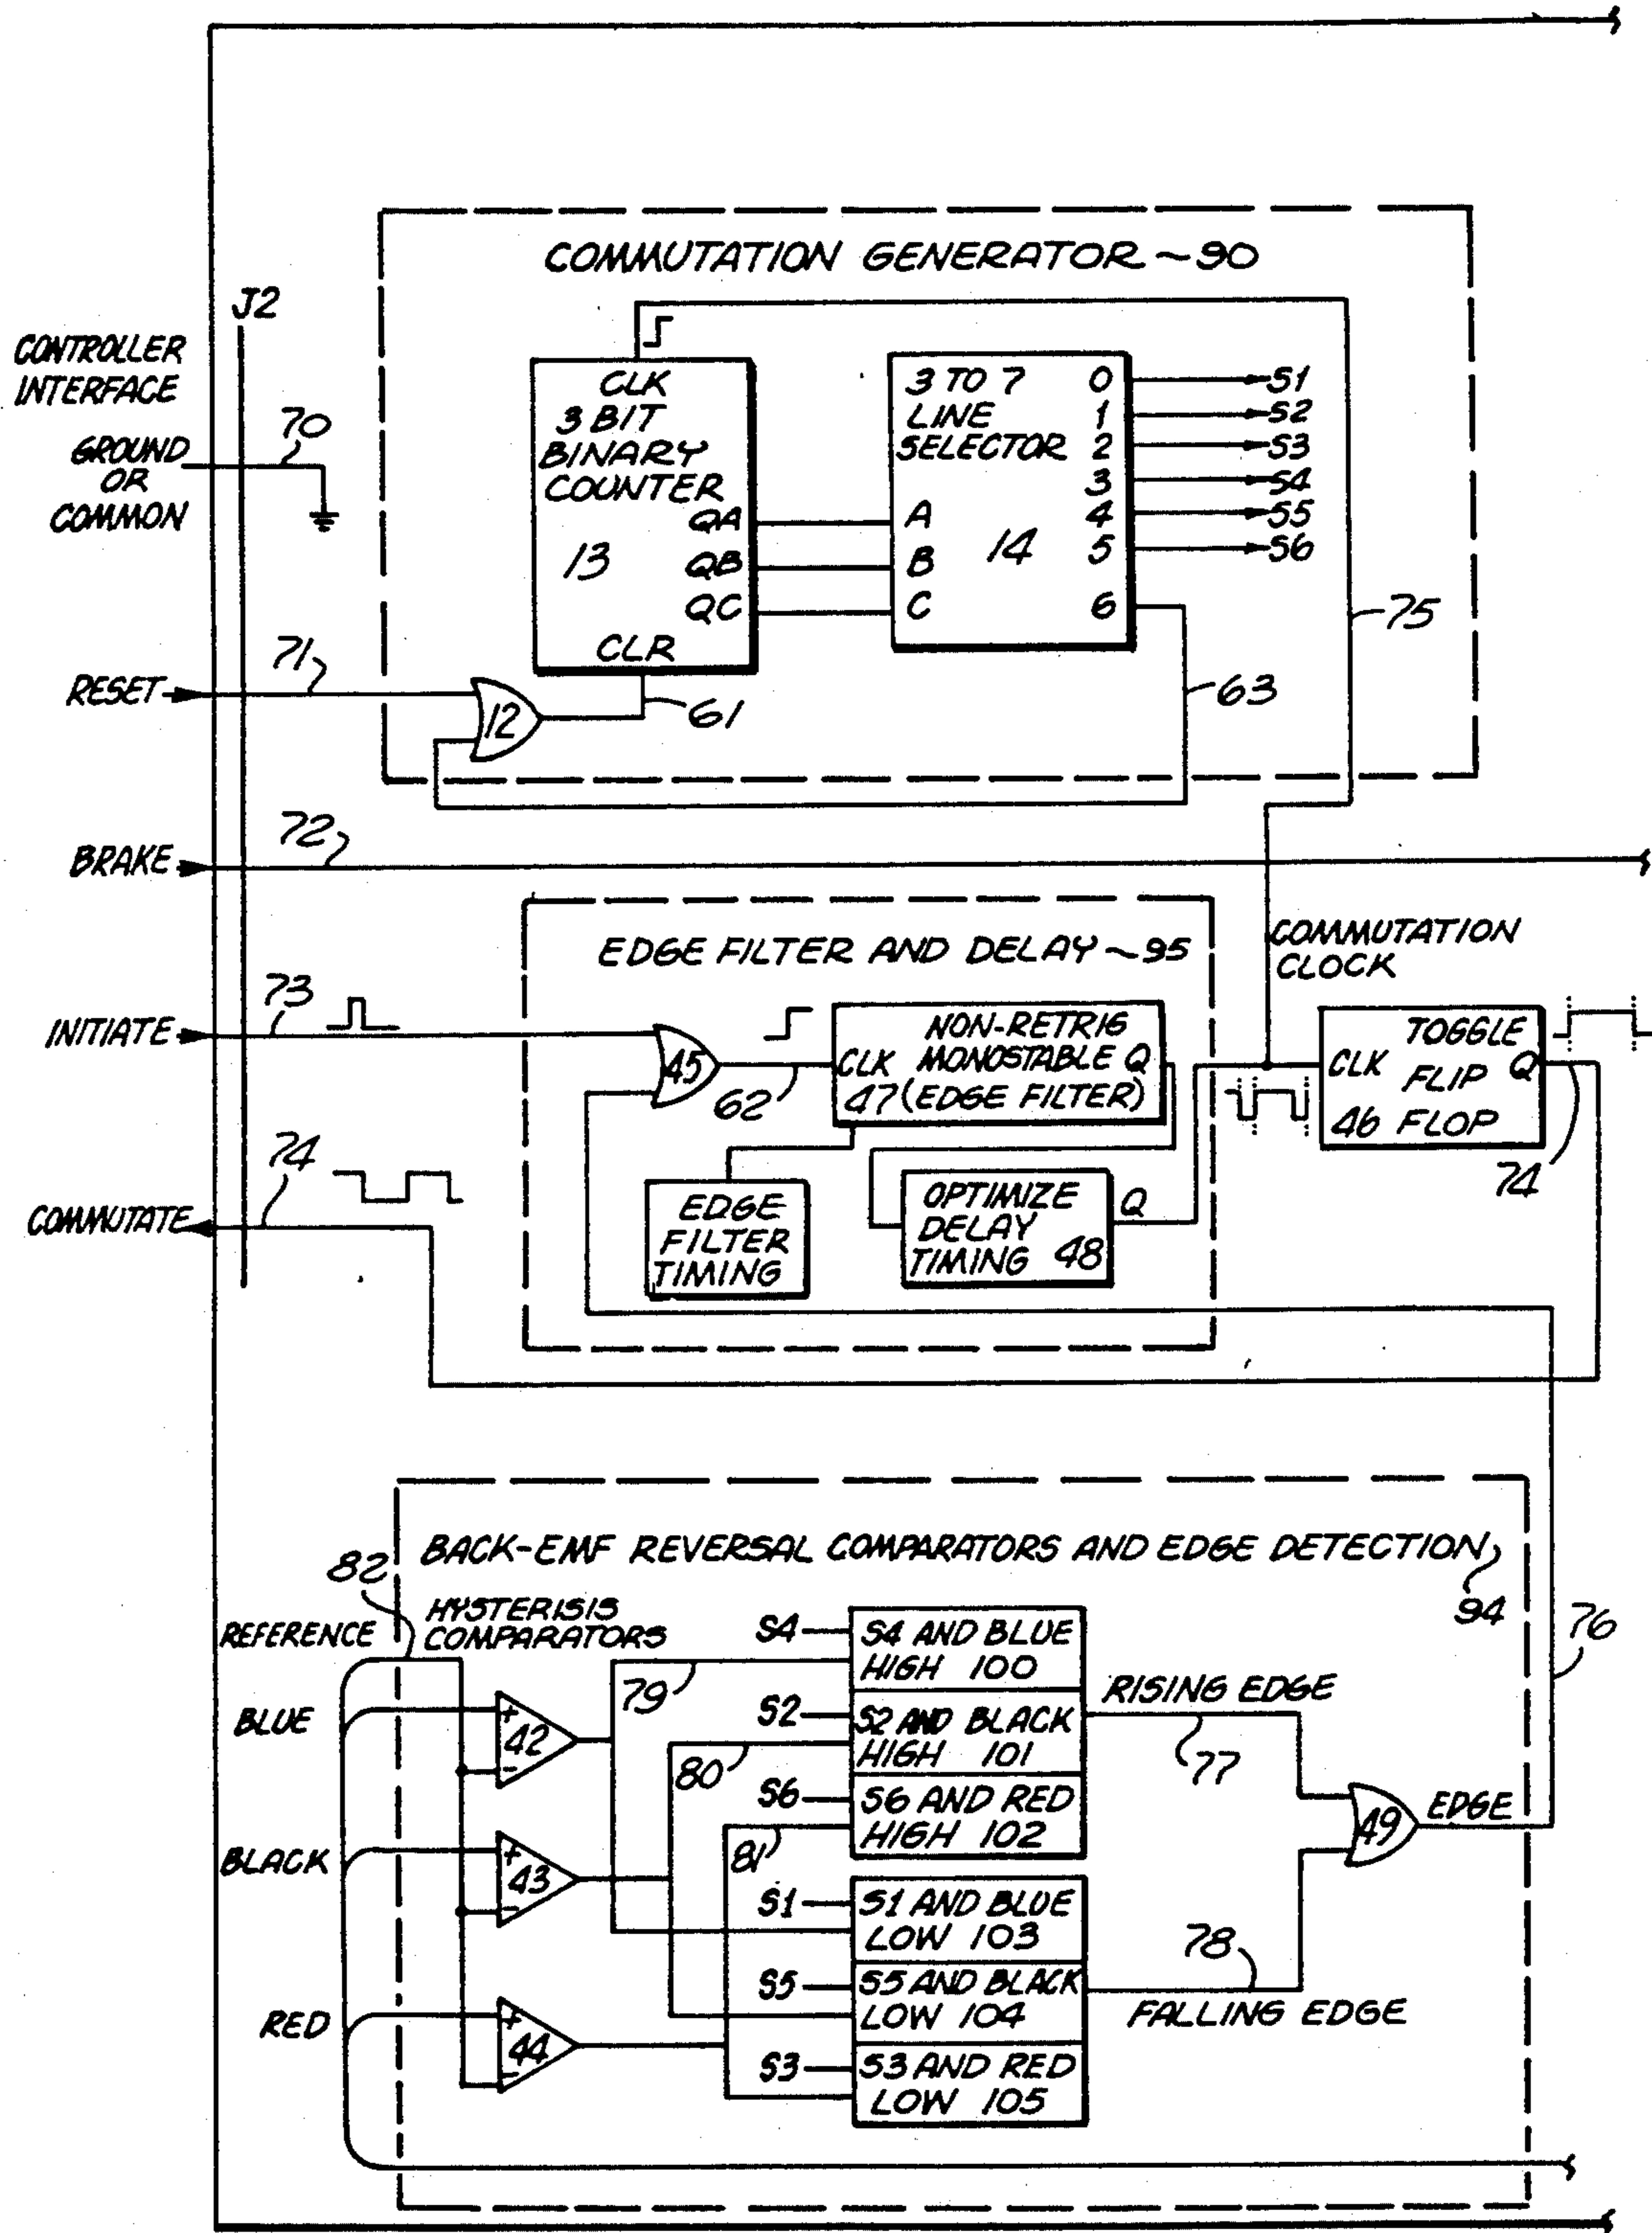 COMMUTATION GENERATOR ~90
J2
CONTROLLER
INTERFACE
70
GROUND
OR
COMMON
CLK
3 BIT
BINARY
COUNTER
13
QA
QB
QC
CLR
3 TO 7
LINE
SELECTOR
14
A
B
C
0
1
2
3
4
5
6
S1
S2
S3
S4
S5
S6
75
71
RESET
12
61
63
72
BRAKE
EDGE FILTER AND DELAY ~95
COMMUTATION
CLOCK
73
INITIATE
45
62
NON-RETRIG
CLK MONOSTABLE Q
47 (EDGE FILTER)
TOGGLE
CLK FLIP Q
46 FLOP
74
74
COMMUTATE
EDGE
FILTER
TIMING
OPTIMIZE
DELAY
TIMING 48
Q
BACK-EMF REVERSAL COMPARATORS AND EDGE DETECTION
94
82
REFERENCE
HYSTERISIS
COMPARATORS
76
BLUE
+
42
-
BLACK
+
43
-
RED
+
44
-
79
80
81
S4
S4 AND BLUE
HIGH 100
S2
S2 AND BLACK
HIGH 101
S6
S6 AND RED
HIGH 102
S1
S1 AND BLUE
LOW 103
S5
S5 AND BLACK
LOW 104
S3
S3 AND RED
LOW 105
RISING EDGE
77
49
EDGE
78
FALLING EDGE